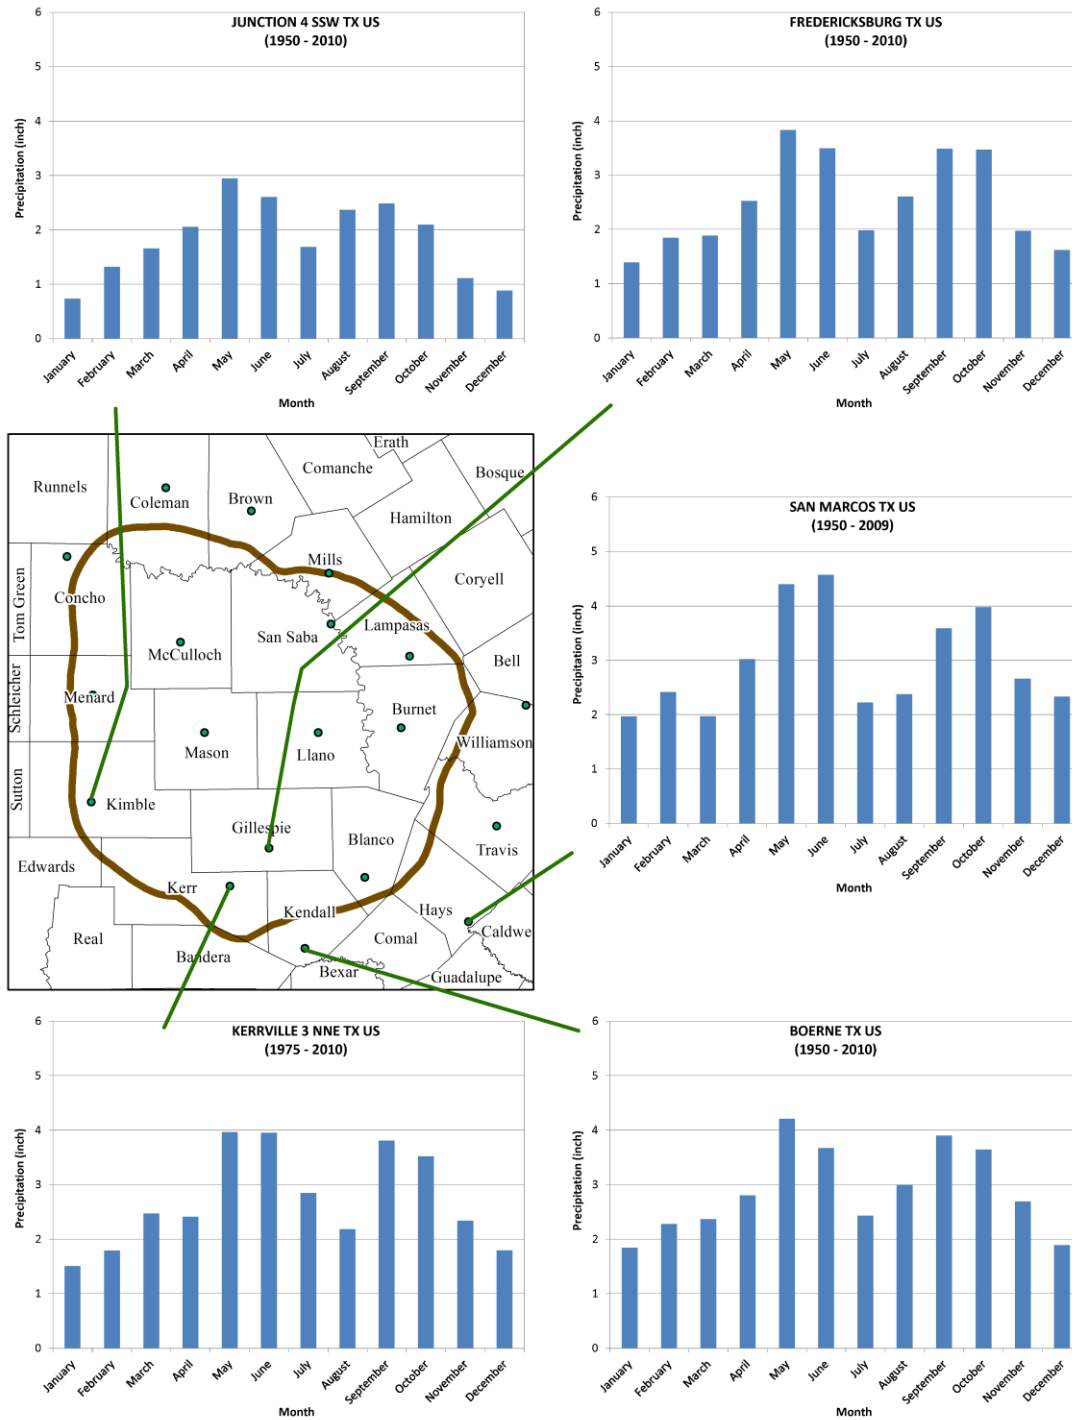 JUNCTION 4 SSW TX US
(1950 - 2010)
Precipitation (inch)
6
5
4
3
2
1
0
January
February
March
April
May
June
July
August
September
October
November
December
Month
FREDERICKSBURG TX US
(1950 - 2010)
Precipitation (inch)
6
5
4
3
2
1
0
January
February
March
April
May
June
July
August
September
October
November
December
Month
Erath
Comanche
Bosque
Runnels
Coleman
Brown
Hamilton
Mills
Coryell
Tom Green
Concho
San Saba
Lampasas
McCulloch
Bell
Schleicher
Menard
Burnet
Williamson
Mason
Llano
Sutton
Kimble
Gillespie
Blanco
Travis
Edwards
Kerr
Kendall
Hays
Caldwe
Real
Comal
Bandera
Bexar
Guadalupe
SAN MARCOS TX US
(1950 - 2009)
Precipitation (inch)
6
5
4
3
2
1
0
January
February
March
April
May
June
July
August
September
October
November
December
Month
KERRVILLE 3 NNE TX US
(1975 - 2010)
Precipitation (inch)
6
5
4
3
2
1
0
January
February
March
April
May
June
July
August
September
October
November
December
Month
BOERNE TX US
(1950 - 2010)
Precipitation (inch)
6
5
4
3
2
1
0
January
February
March
April
May
June
July
August
September
October
November
December
Month